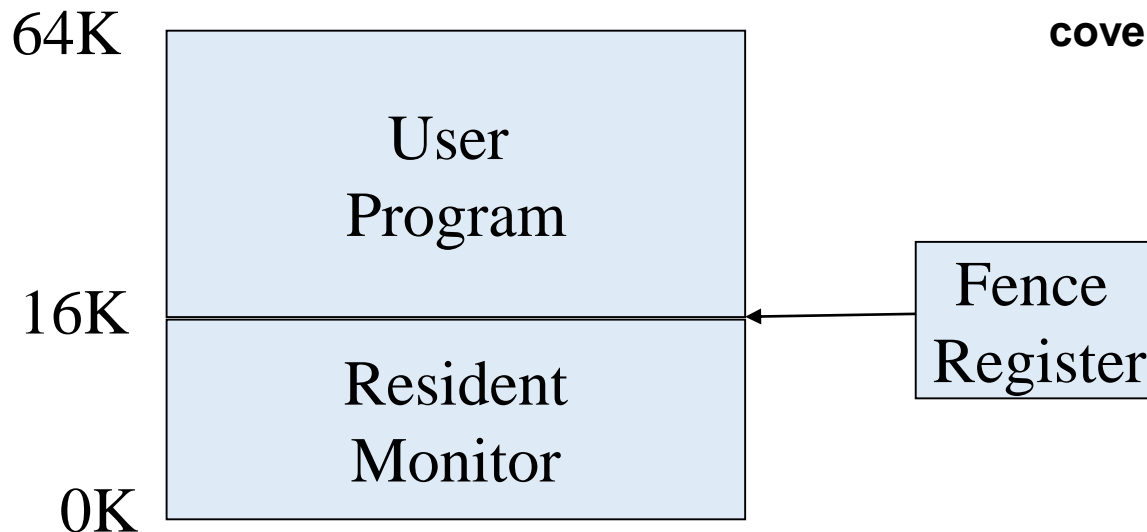 64K
cove
User
Program
16K
Fence
Register
Resident
Monitor
0K